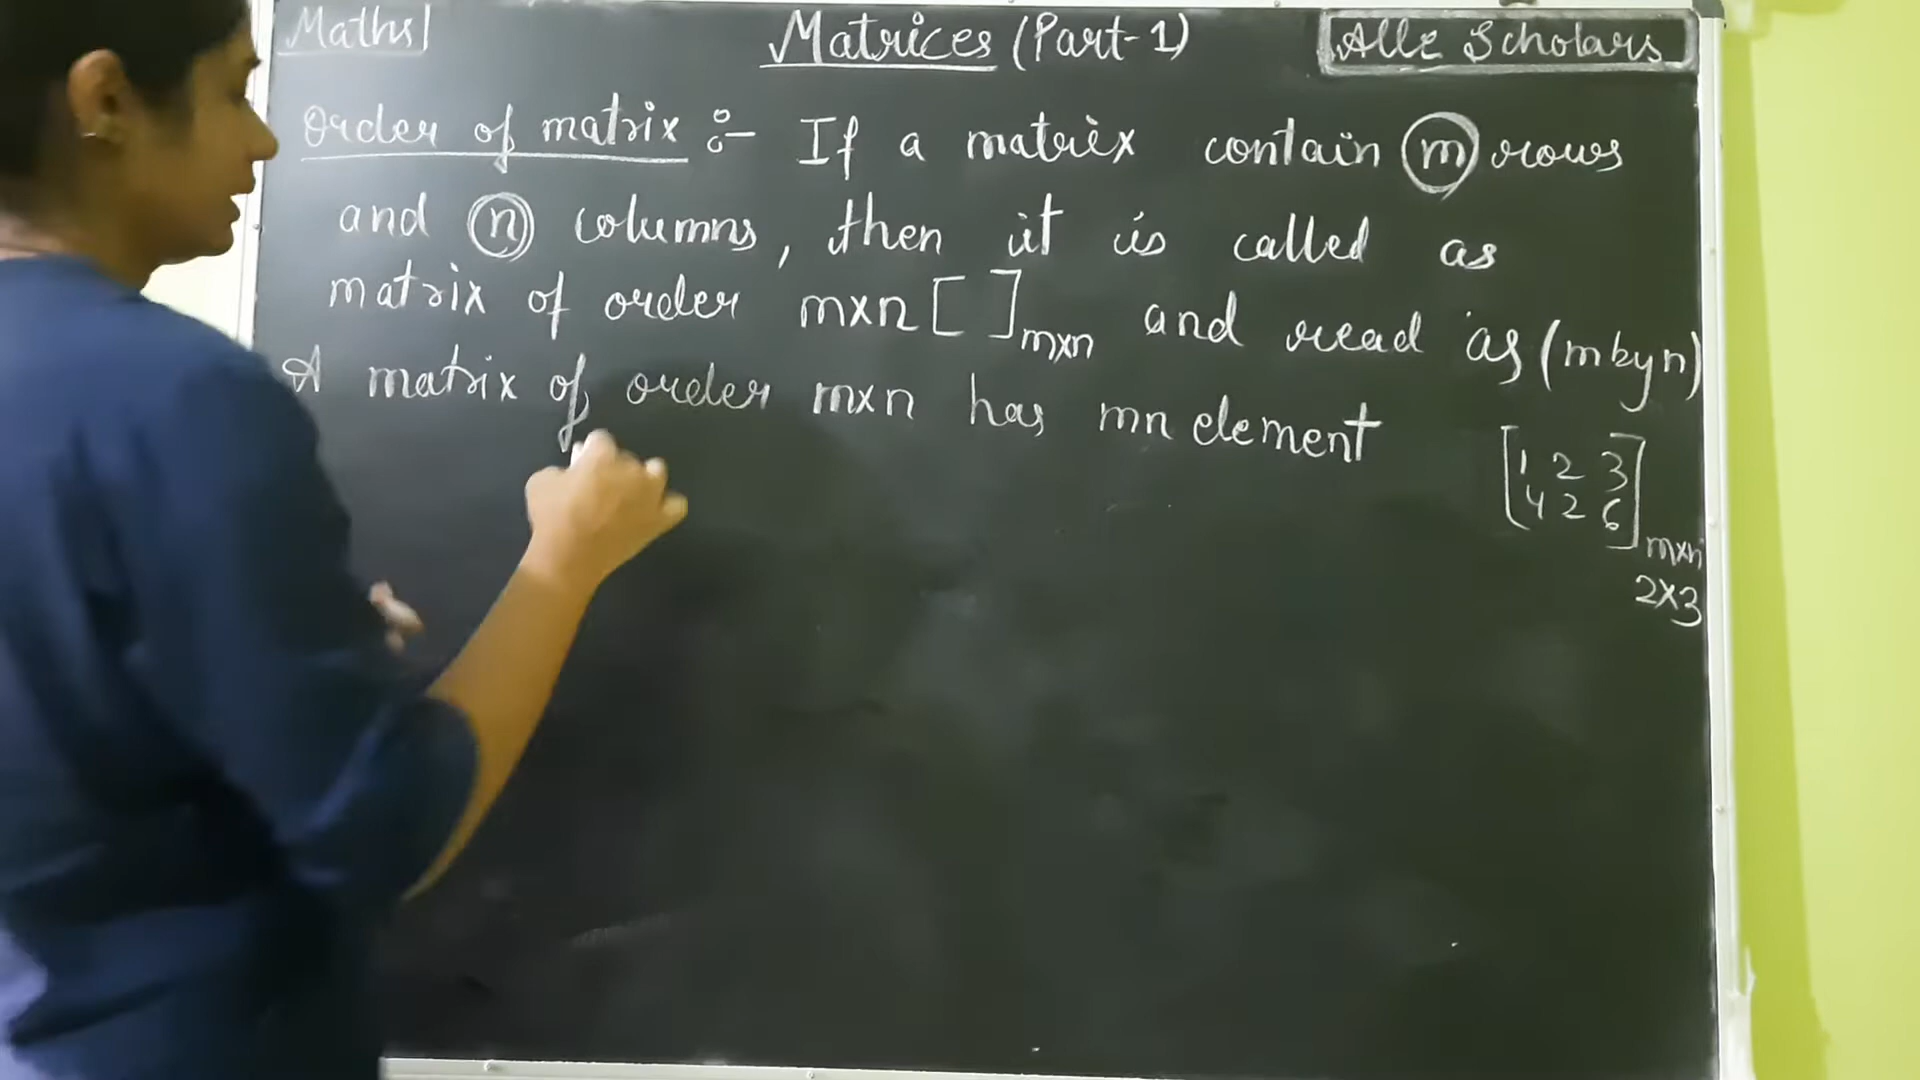 Maths
Matrices (Part-1)
Alle Scholars
Order of matrix :- If a matrix contain m rows
and n columns, then it is called as
matrix of order m×n [ ]m×n and read as (m by n)
A matrix of order m×n has mn element
1 2 3
4 2 6
m×n
2×3